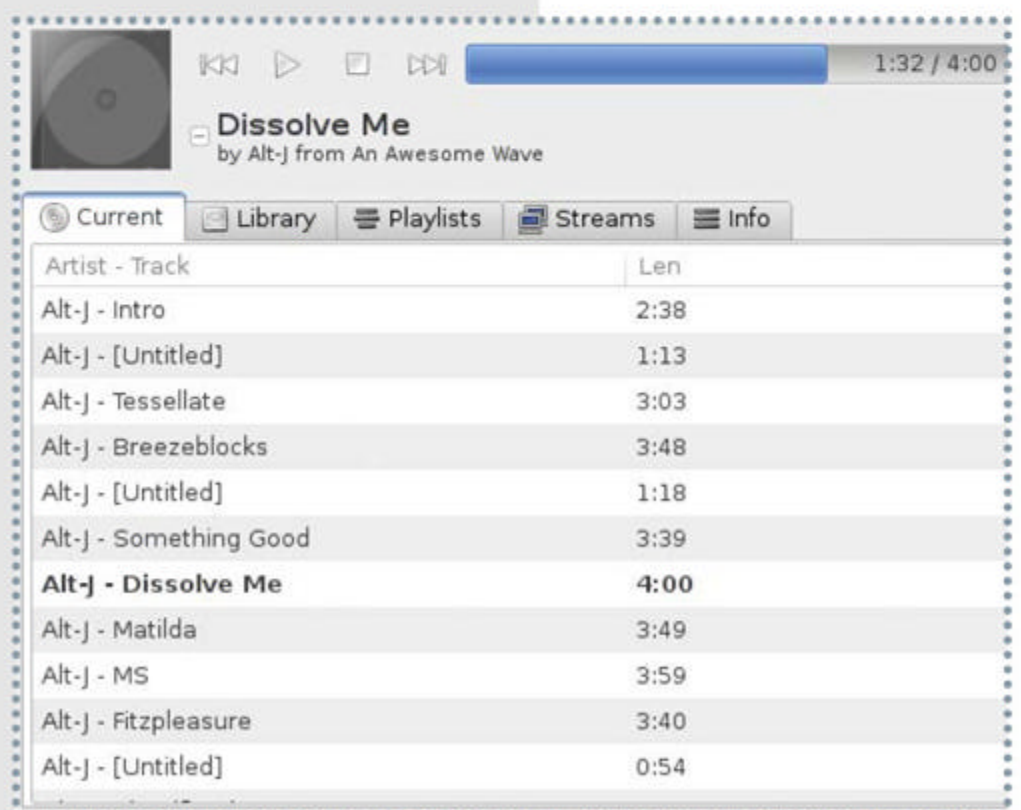 1:32 / 4:00
Dissolve Me
by Alt-J from An Awesome Wave
Current Library Playlists Streams Info
Artist - Track Len
Alt-J - Intro 2:38
Alt-J - [Untitled] 1:13
Alt-J - Tessellate 3:03
Alt-J - Breezeblocks 3:48
Alt-J - [Untitled] 1:18
Alt-J - Something Good 3:39
Alt-J - Dissolve Me 4:00
Alt-J - Matilda 3:49
Alt-J - MS 3:59
Alt-J - Fitzpleasure 3:40
Alt-J - [Untitled] 0:54